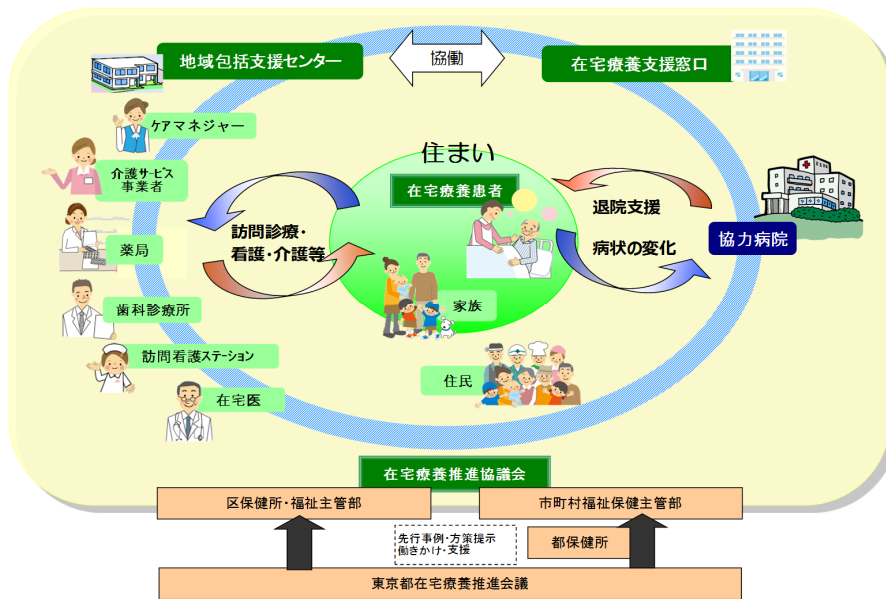 地域包括支援センター
協働
在宅療養支援窓口
ケアマネジャー
介護サービス
事業者
薬局
歯科診療所
訪問看護ステーション
在宅医
訪問診療・
看護・介護等
住まい
在宅療養患者
家族
住民
退院支援
病状の変化
協力病院
在宅療養推進協議会
区保健所・福祉主管部
市町村福祉保健主管部
先行事例・方策提示
働きかけ・支援
都保健所
東京都在宅療養推進会議